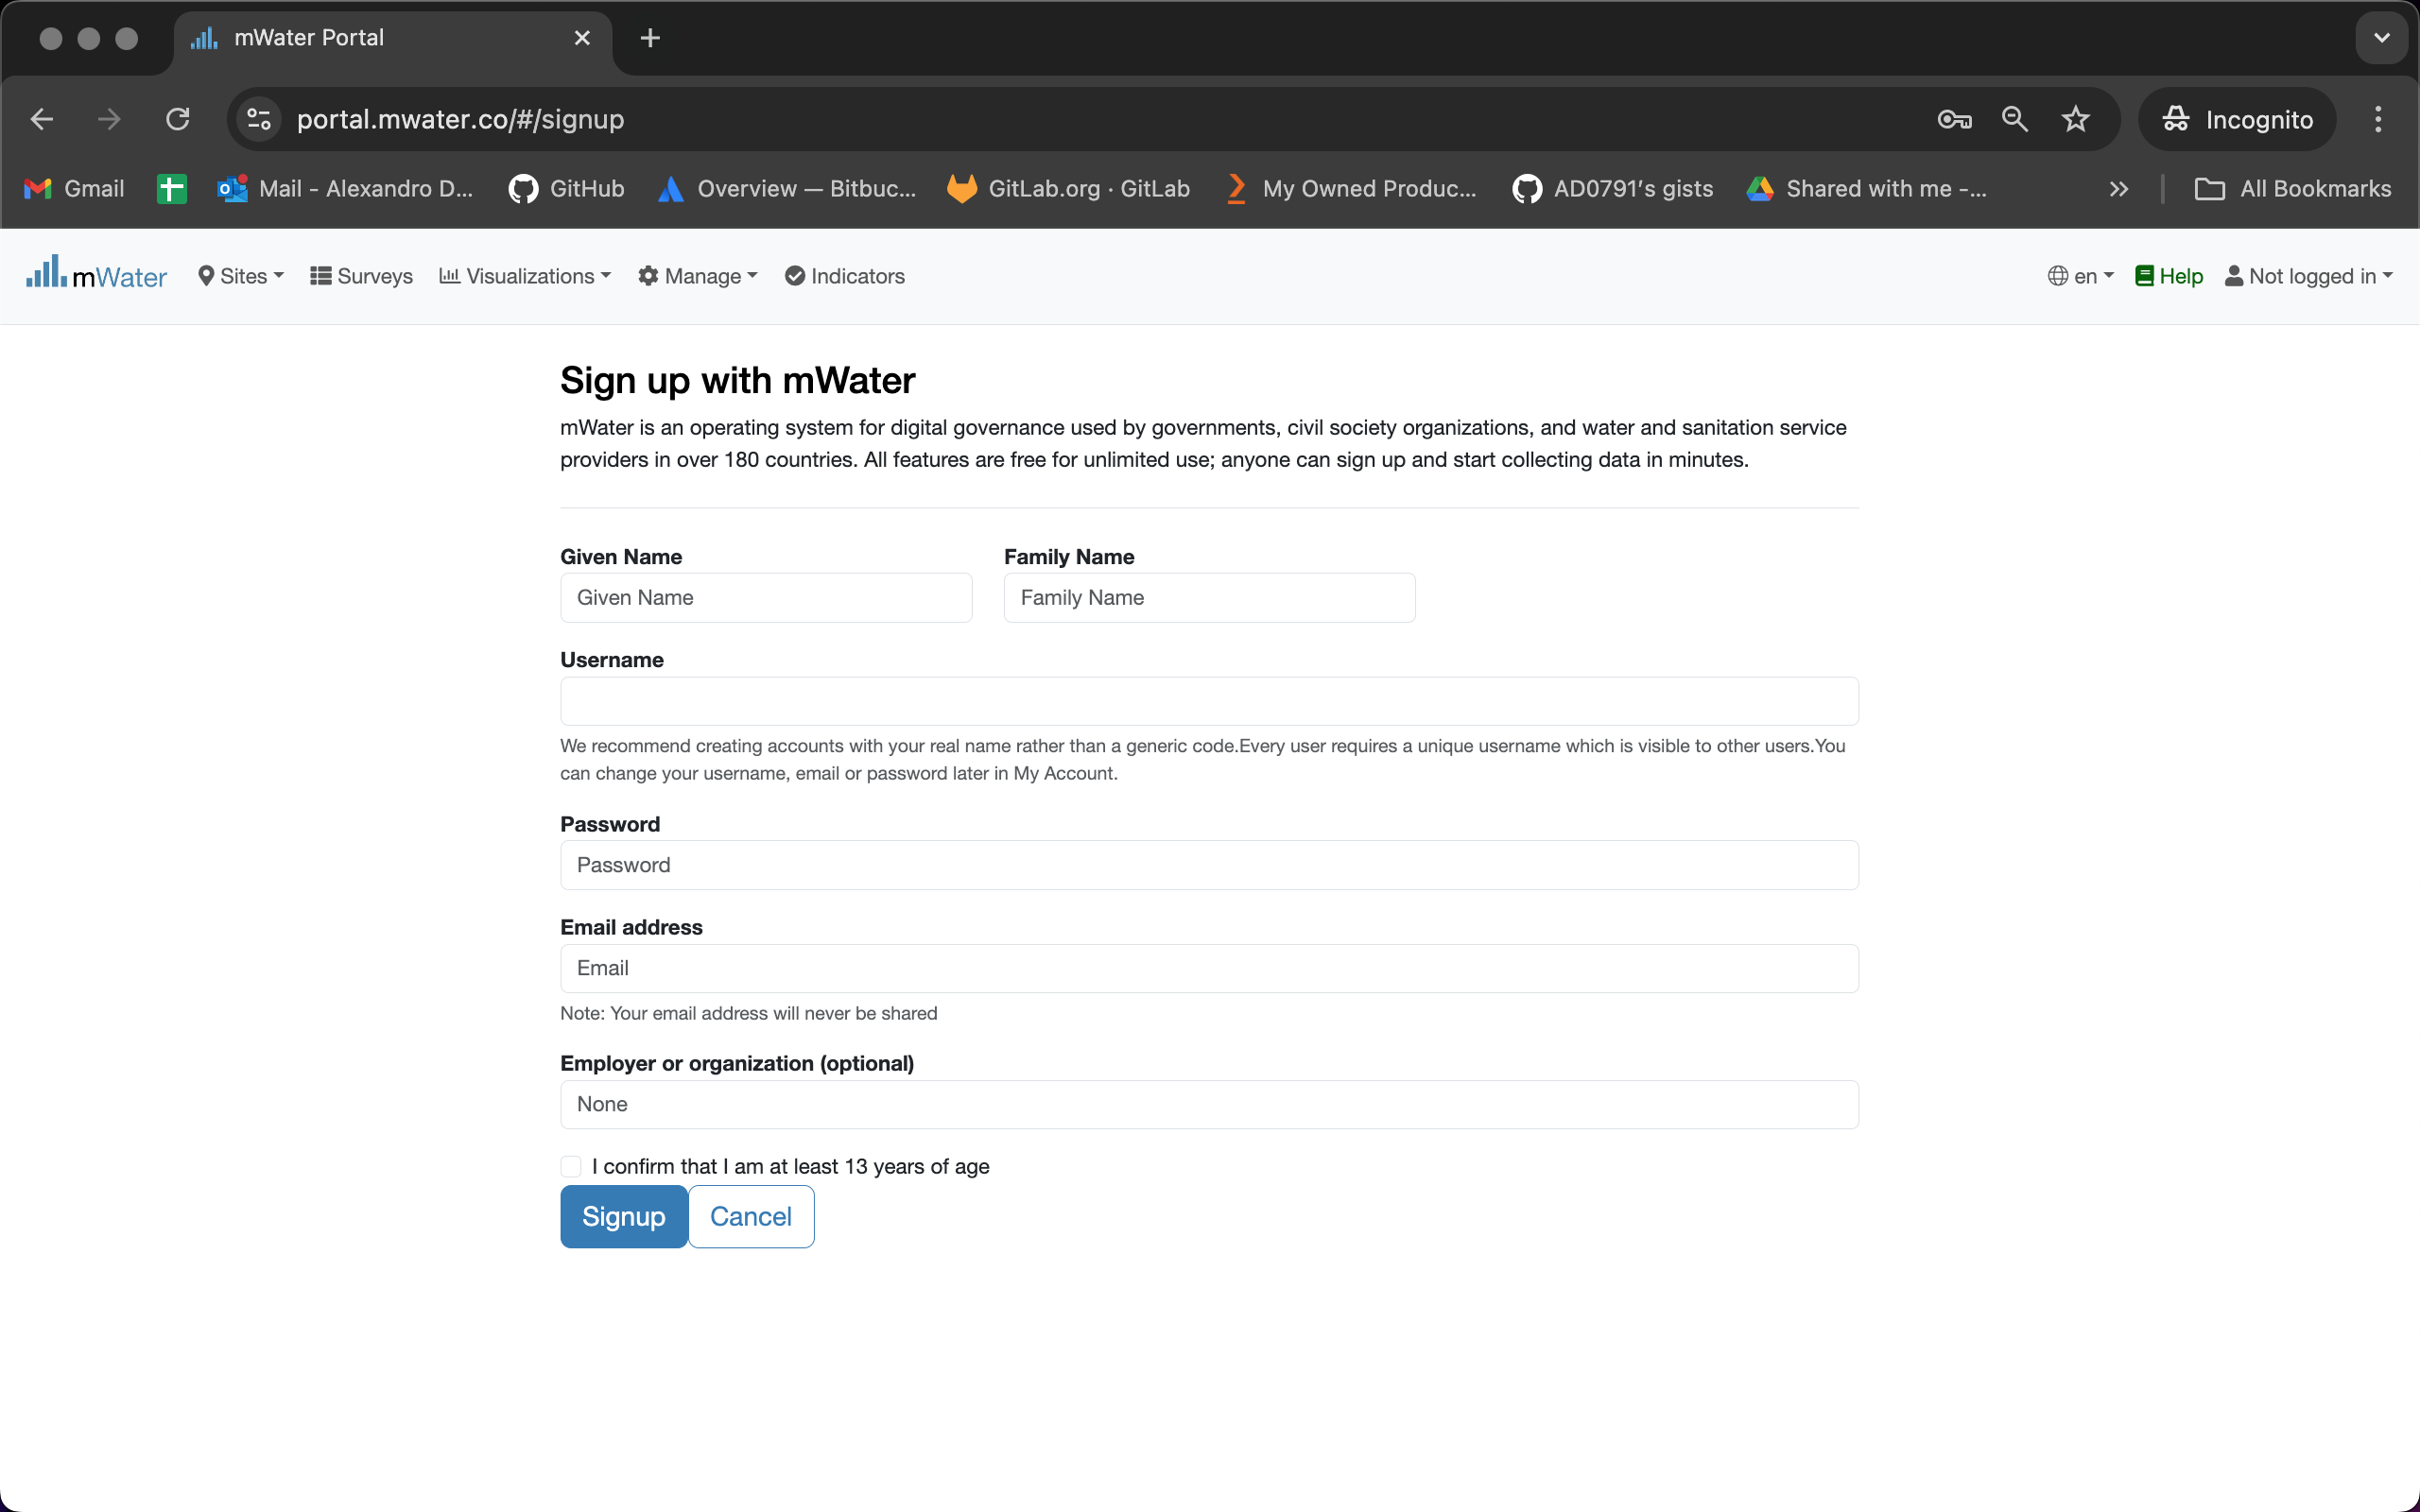 mWater Portal
portal.mwater.co/#/signup
Incognito
Gmail
Mail - Alexandro D...
GitHub
Overview — Bitbuc...
GitLab.org · GitLab
My Owned Produc...
AD0791's gists
Shared with me -...
All Bookmarks
mWater
Sites
Surveys
Visualizations
Manage
Indicators
en
Help
Not logged in
Sign up with mWater
mWater is an operating system for digital governance used by governments, civil society organizations, and water and sanitation service
providers in over 180 countries. All features are free for unlimited use; anyone can sign up and start collecting data in minutes.
Given Name
Family Name
Given Name
Family Name
Username
We recommend creating accounts with your real name rather than a generic code.Every user requires a unique username which is visible to other users.You
can change your username, email or password later in My Account.
Password
Password
Email address
Email
Note: Your email address will never be shared
Employer or organization (optional)
None
I confirm that I am at least 13 years of age
Signup
Cancel